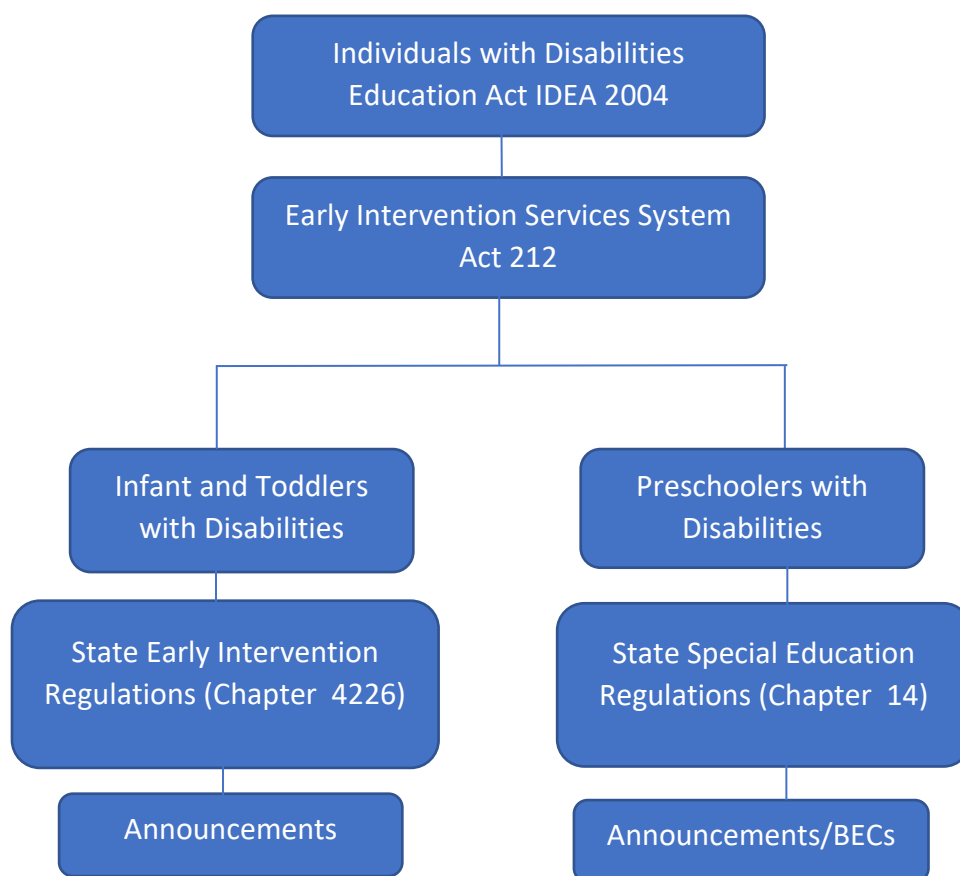 Individuals with Disabilities
Education Act IDEA 2004
Early Intervention Services System
Act 212
Infant and Toddlers
with Disabilities
Preschoolers with
Disabilities
State Early Intervention
Regulations (Chapter 4226)
State Special Education
Regulations (Chapter 14)
Announcements
Announcements/BECs